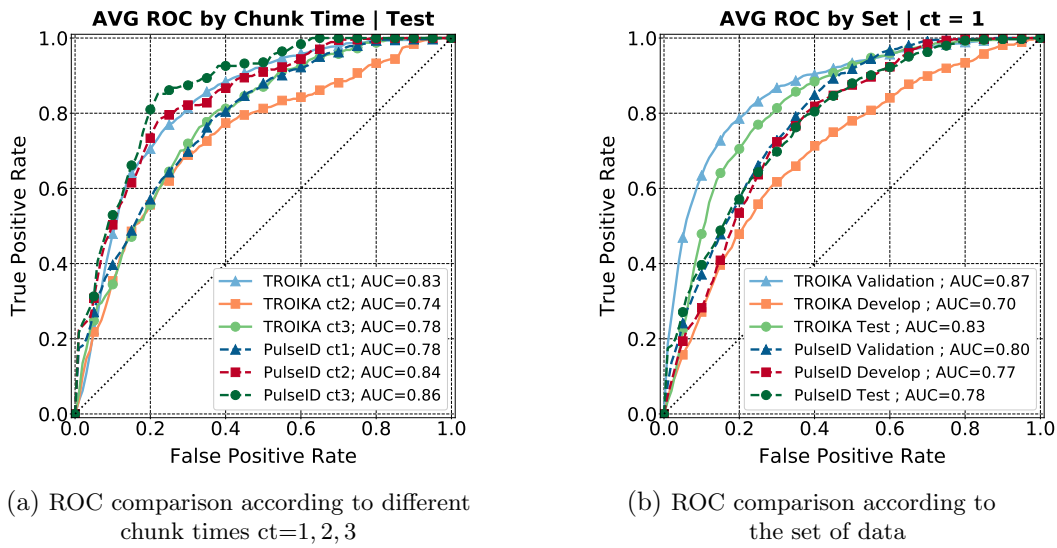 AVG ROC by Chunk Time | Test
1.0
0.8
0.6
0.4
0.2
0.0
True Positive Rate
TROIKA ct1; AUC=0.83
TROIKA ct2; AUC=0.74
TROIKA ct3; AUC=0.78
PulseID ct1; AUC=0.78
PulseID ct2; AUC=0.84
PulseID ct3; AUC=0.86
0.0 0.2 0.4 0.6 0.8 1.0
False Positive Rate
(a) ROC comparison according to different
chunk times ct=1, 2, 3
AVG ROC by Set | ct = 1
1.0
0.8
0.6
0.4
0.2
0.0
True Positive Rate
TROIKA Validation ; AUC=0.87
TROIKA Develop ; AUC=0.70
TROIKA Test ; AUC=0.83
PulseID Validation ; AUC=0.80
PulseID Develop ; AUC=0.77
PulseID Test ; AUC=0.78
0.0 0.2 0.4 0.6 0.8 1.0
False Positive Rate
(b) ROC comparison according to
the set of data